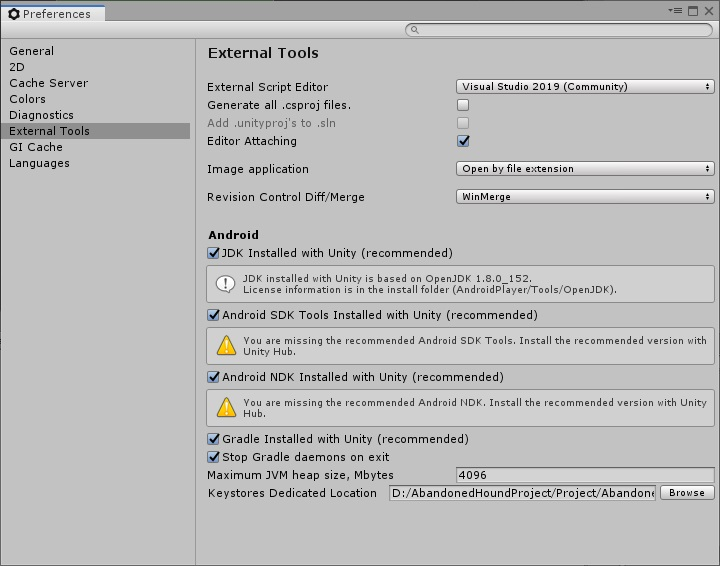 Preferences
General
2D
Cache Server
Colors
Diagnostics
External Tools
GI Cache
Languages
External Tools
External Script Editor
Visual Studio 2019 (Community)
Generate all .csproj files.
Add .unityproj's to .sln
Editor Attaching
Image application
Open by file extension
Revision Control Diff/Merge
WinMerge
Android
JDK Installed with Unity (recommended)
JDK installed with Unity is based on OpenJDK 1.8.0_152.
License information is in the install folder (AndroidPlayer/Tools/OpenJDK).
Android SDK Tools Installed with Unity (recommended)
You are missing the recommended Android SDK Tools. Install the recommended version with
Unity Hub.
Android NDK Installed with Unity (recommended)
You are missing the recommended Android NDK. Install the recommended version with Unity
Hub.
Gradle Installed with Unity (recommended)
Stop Gradle daemons on exit
Maximum JVM heap size, Mbytes
4096
Keystores Dedicated Location
D:/AbandonedHoundProject/Project/Abandone
Browse